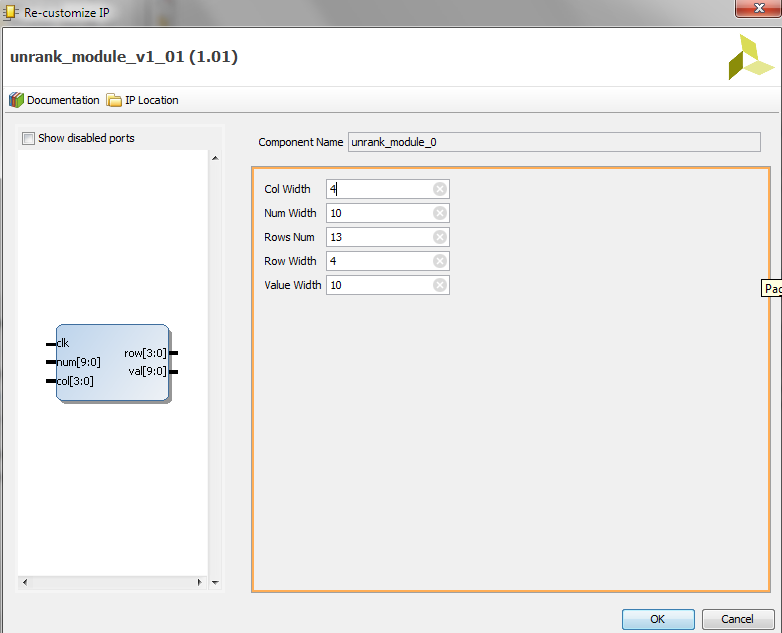 Re-customize IP
unrank_module_v1_01 (1.01)
Documentation IP Location
Show disabled ports
Component Name unrank_module_0
Col Width 4
Num Width 10
Rows Num 13
Row Width 4
Value Width 10
Pag
clk
num[9:0]
col[3:0]
row[3:0]
val[9:0]
OK Cancel